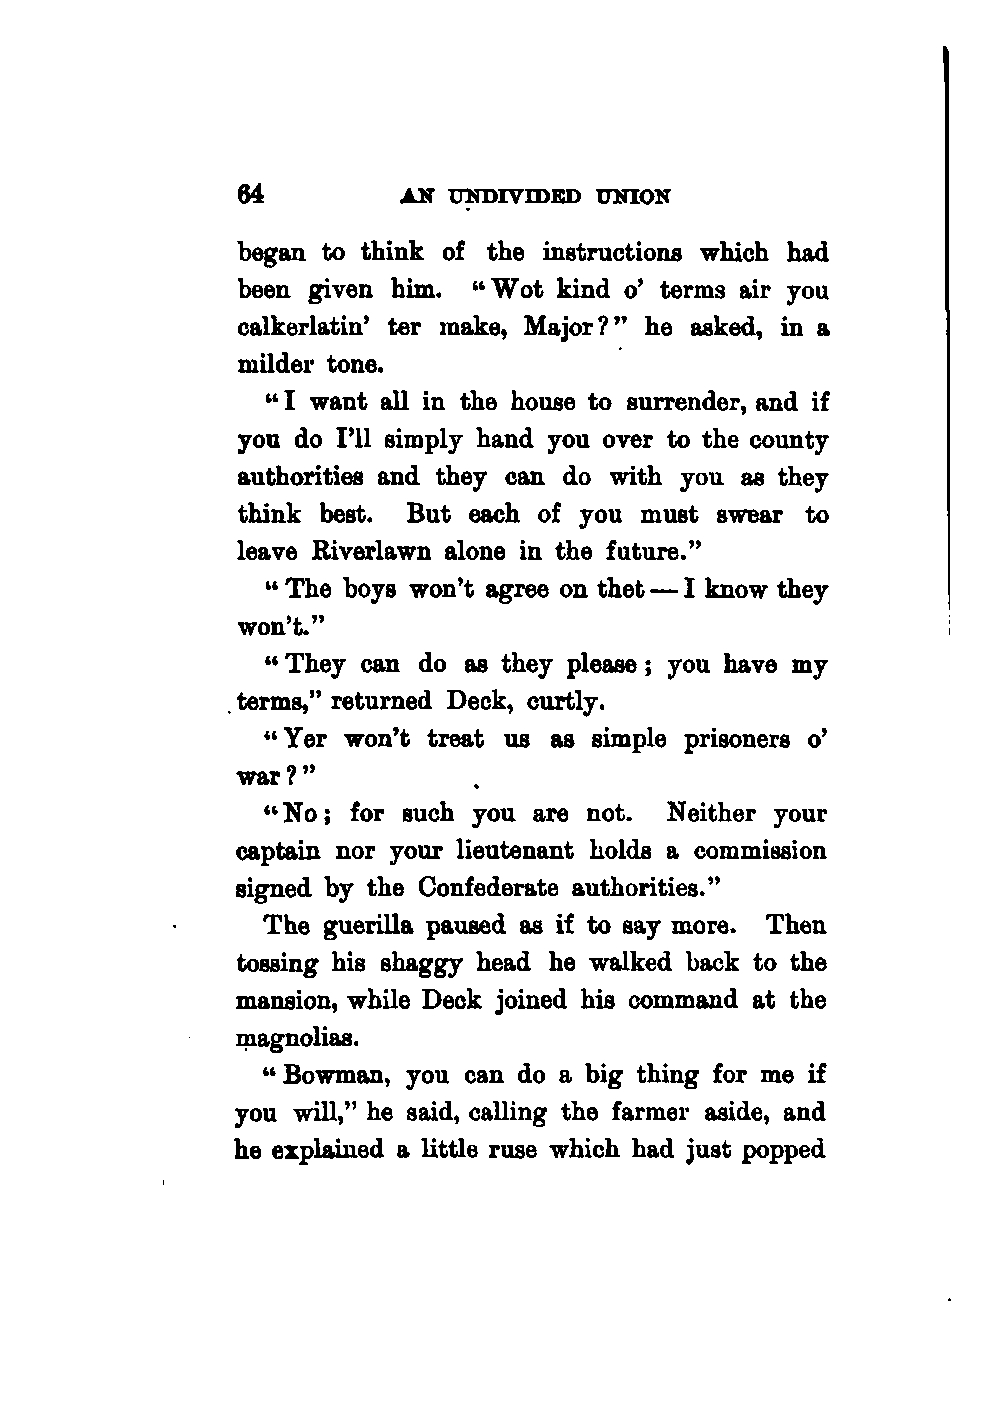 64 AN UNDIVIDED UNION
began to think of the instructions which had
been given him. “Wot kind o’ terms air you
calkerlatin’ ter make, Major?” he asked, in a
milder tone.
“I want all in the house to surrender, and if
you do I’ll simply hand you over to the county
authorities and they can do with you as they
think best. But each of you must swear to
leave Riverlawn alone in the future.”
“The boys won’t agree on thet—I know they
won’t.”
“They can do as they please; you have my
terms,” returned Deck, curtly.
“Yer won’t treat us as simple prisoners o’
war?”
“No; for such you are not. Neither your
captain nor your lieutenant holds a commission
signed by the Confederate authorities.”
The guerilla paused as if to say more. Then
tossing his shaggy head he walked back to the
mansion, while Deck joined his command at the
magnolias.
“Bowman, you can do a big thing for me if
you will,” he said, calling the farmer aside, and
he explained a little ruse which had just popped